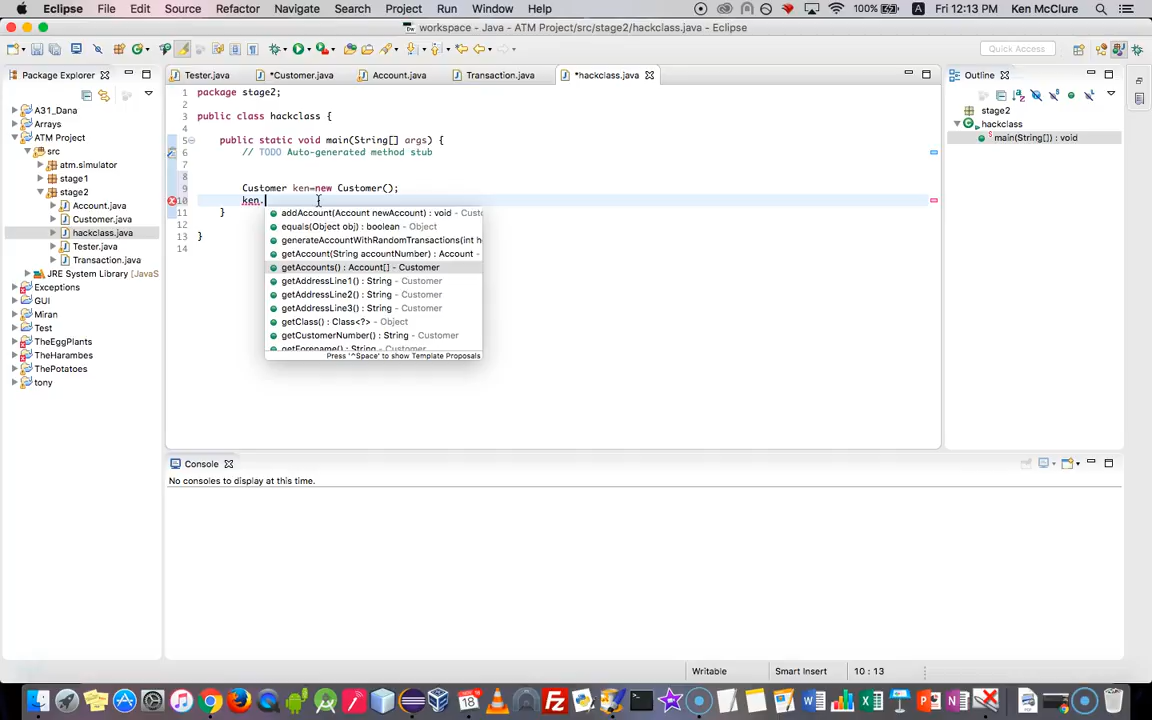 Eclipse File Edit Source Refactor Navigate Search Project Run Window Help 100% A Fri 12:13 PM Ken McClure
workspace - Java - ATM Project/src/stage2/hackclass.java - Eclipse
Quick Access
Package Explorer
Tester.java *Customer.java Account.java Transaction.java *hackclass.java
Outline
A31_Dana
Arrays
ATM Project
src
atm.simulator
stage1
stage2
Account.java
Customer.java
hackclass.java
Tester.java
Transaction.java
JRE System Library [JavaS
Exceptions
GUI
Miran
Test
TheEggPlants
TheHarambes
ThePotatoes
tony
1 package stage2;
2
3 public class hackclass {
4
5 public static void main(String[] args) {
6 // TODO Auto-generated method stub
7
8
9 Customer ken=new Customer();
10 ken.
11 }
12
13 }
14
addAccount(Account newAccount) : void - Custo
equals(Object obj) : boolean - Object
generateAccountWithRandomTransactions(int h
getAccount(String accountNumber) : Account -
getAccounts() : Account[] - Customer
getAddressLine1() : String - Customer
getAddressLine2() : String - Customer
getAddressLine3() : String - Customer
getClass() : Class<?> - Object
getCustomerNumber() : String - Customer
getForename() : String - Customer
Press '^Space' to show Template Proposals
stage2
hackclass
main(String[]) : void
Console
No consoles to display at this time.
Writable Smart Insert 10 : 13